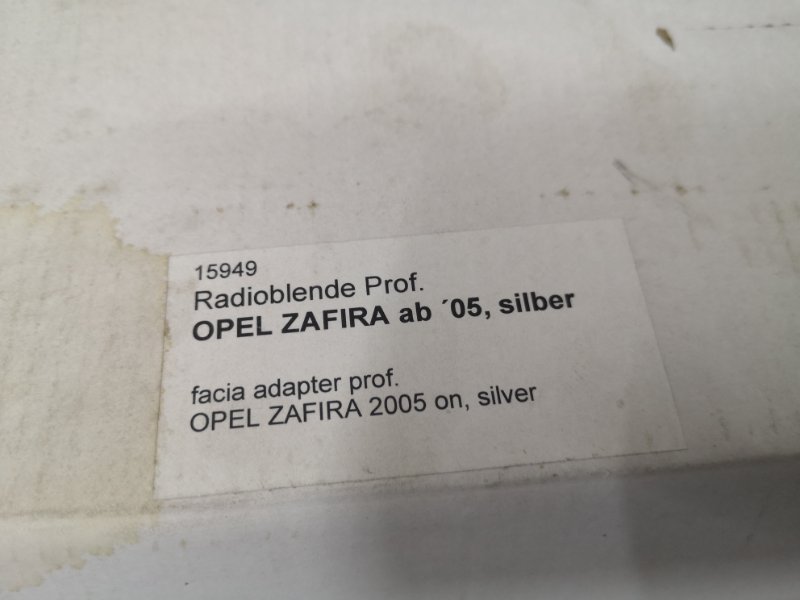 15949
Radioblende Prof.
OPEL ZAFIRA ab ´05, silber
facia adapter prof.
OPEL ZAFIRA 2005 on, silver